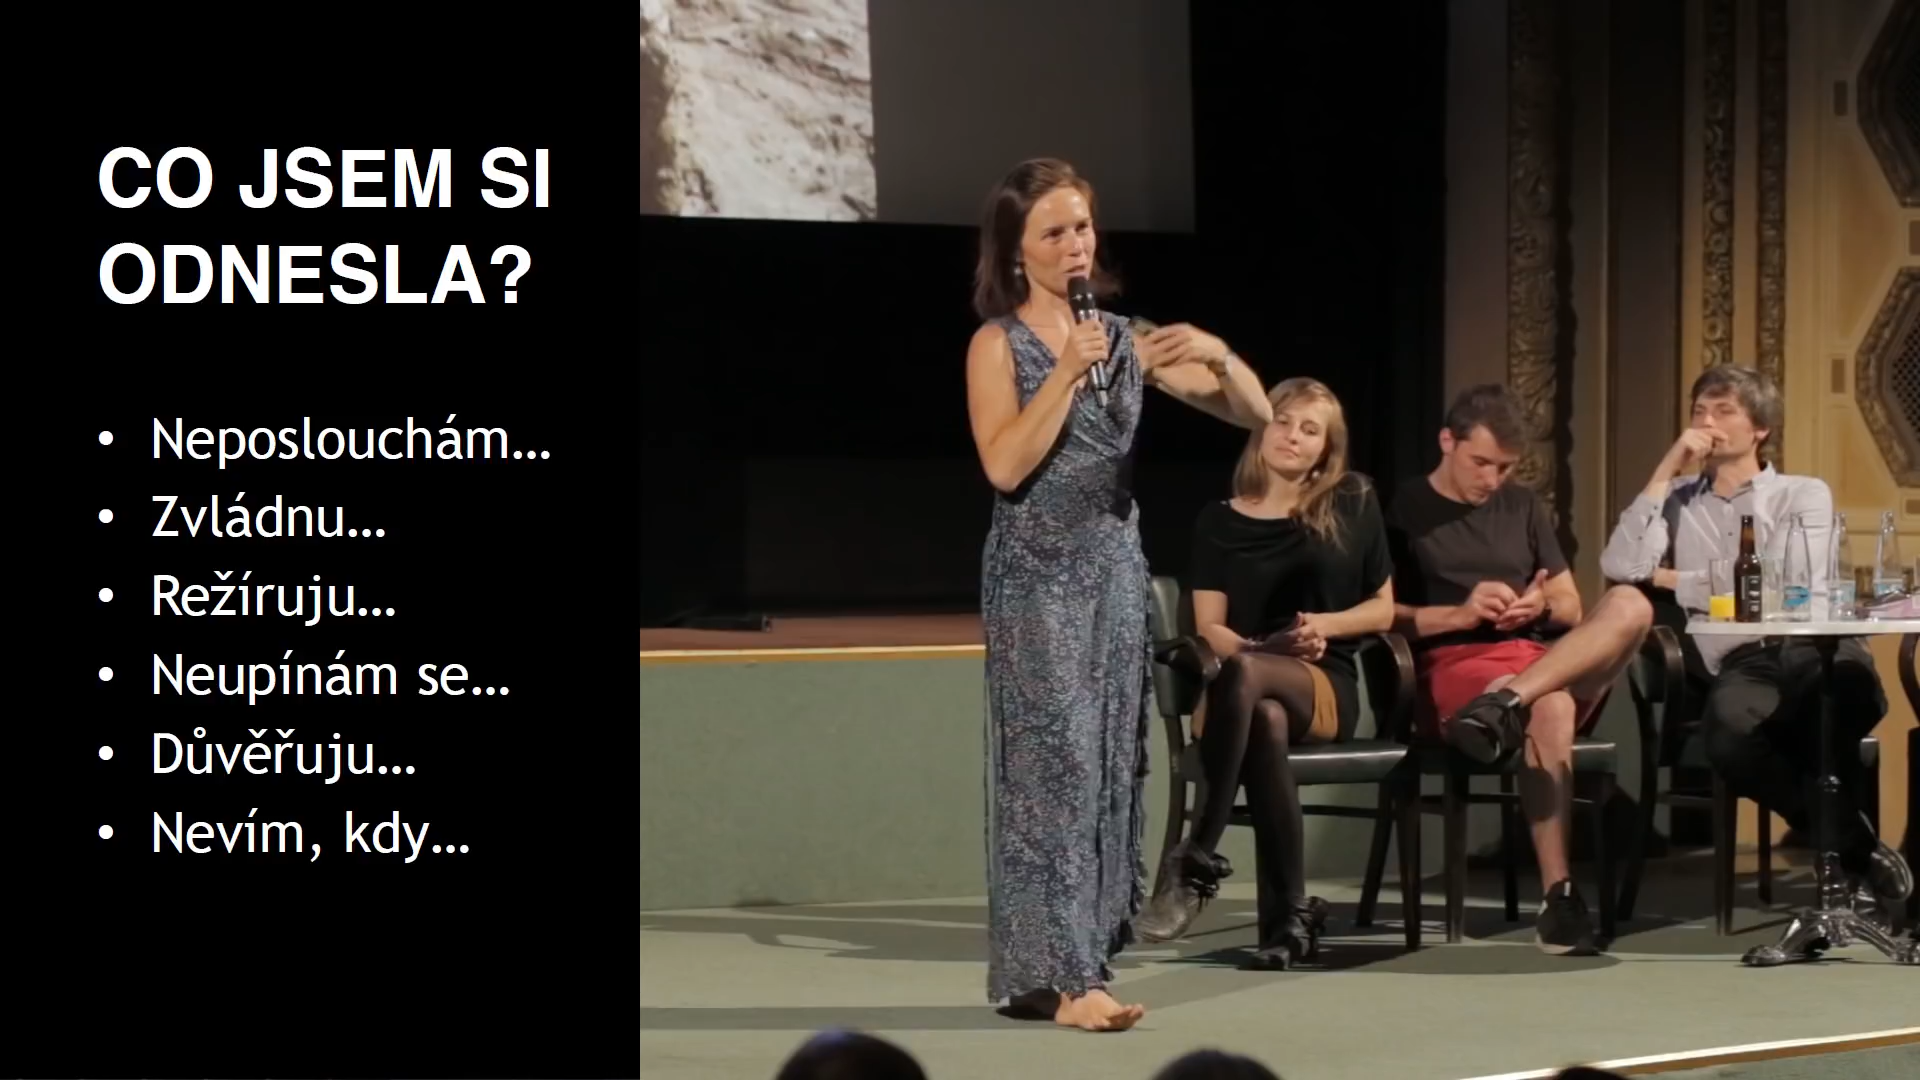 CO JSEM SI
ODNESLA?
• Neposlouchám…
• Zvládnu…
• Režíruju…
• Neupínám se…
• Důvěřuju…
• Nevím, kdy…